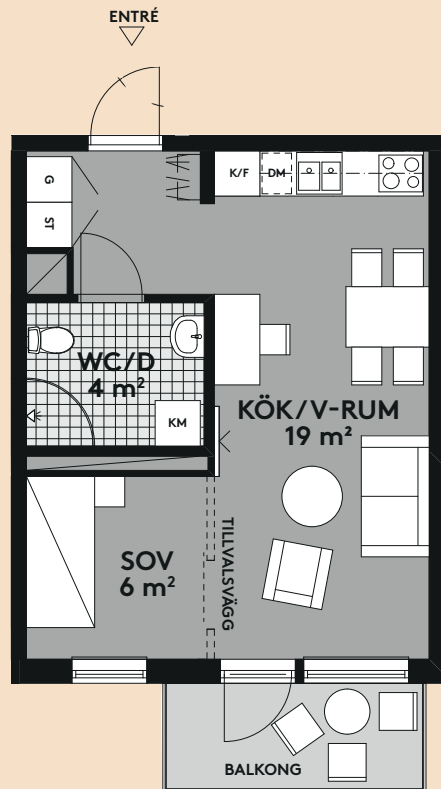 ENTRÉ
G
ST
K/F
DM
WC/D
4 m²
KM
KÖK/V-RUM
19 m²
SOV
6 m²
TILLVALSVÄGG
BALKONG